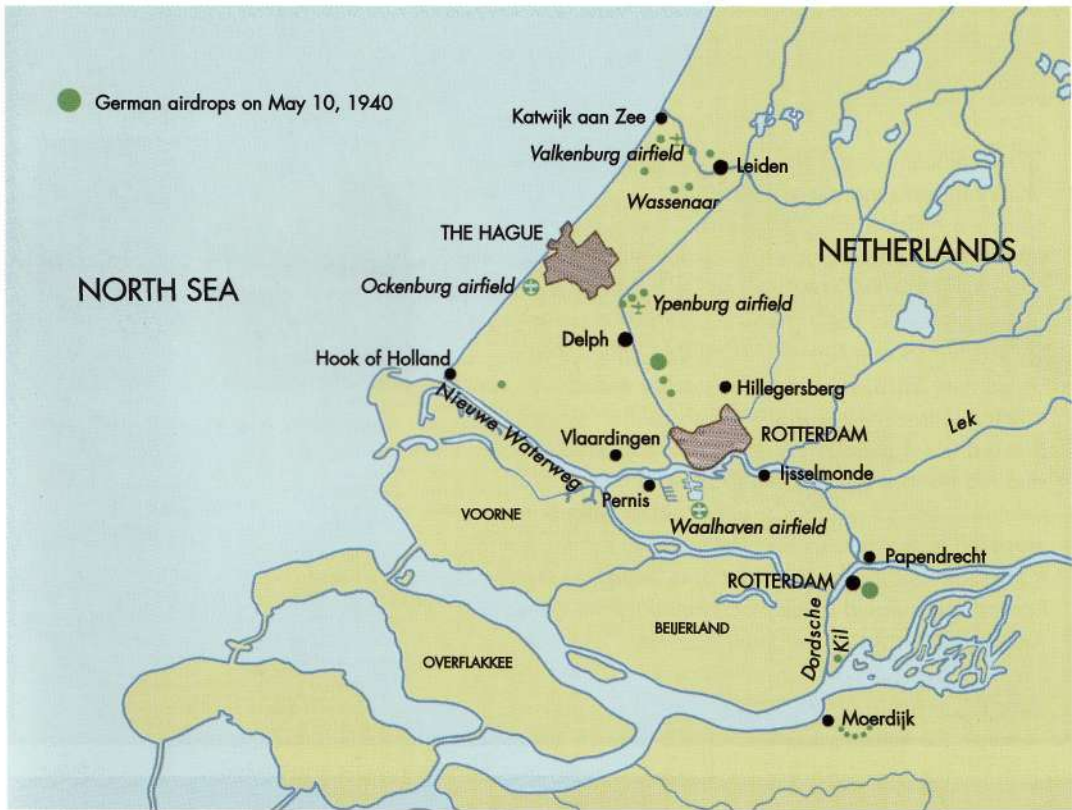 German airdrops on May 10, 1940
Katwijk aan Zee
Valkenburg airfield
Leiden
Wassenaar
THE HAGUE
NETHERLANDS
NORTH SEA
Ockenburg airfield
Ypenburg airfield
Delph
Hook of Holland
Hillegersberg
Nieuwe Waterweg
Vlaardingen
ROTTERDAM
Lek
Ijsselmonde
Pernis
VOORNE
Waalhaven airfield
Papendrecht
ROTTERDAM
BEIJERLAND
Dordsche
Kil
OVERFLAKKEE
Moerdijk